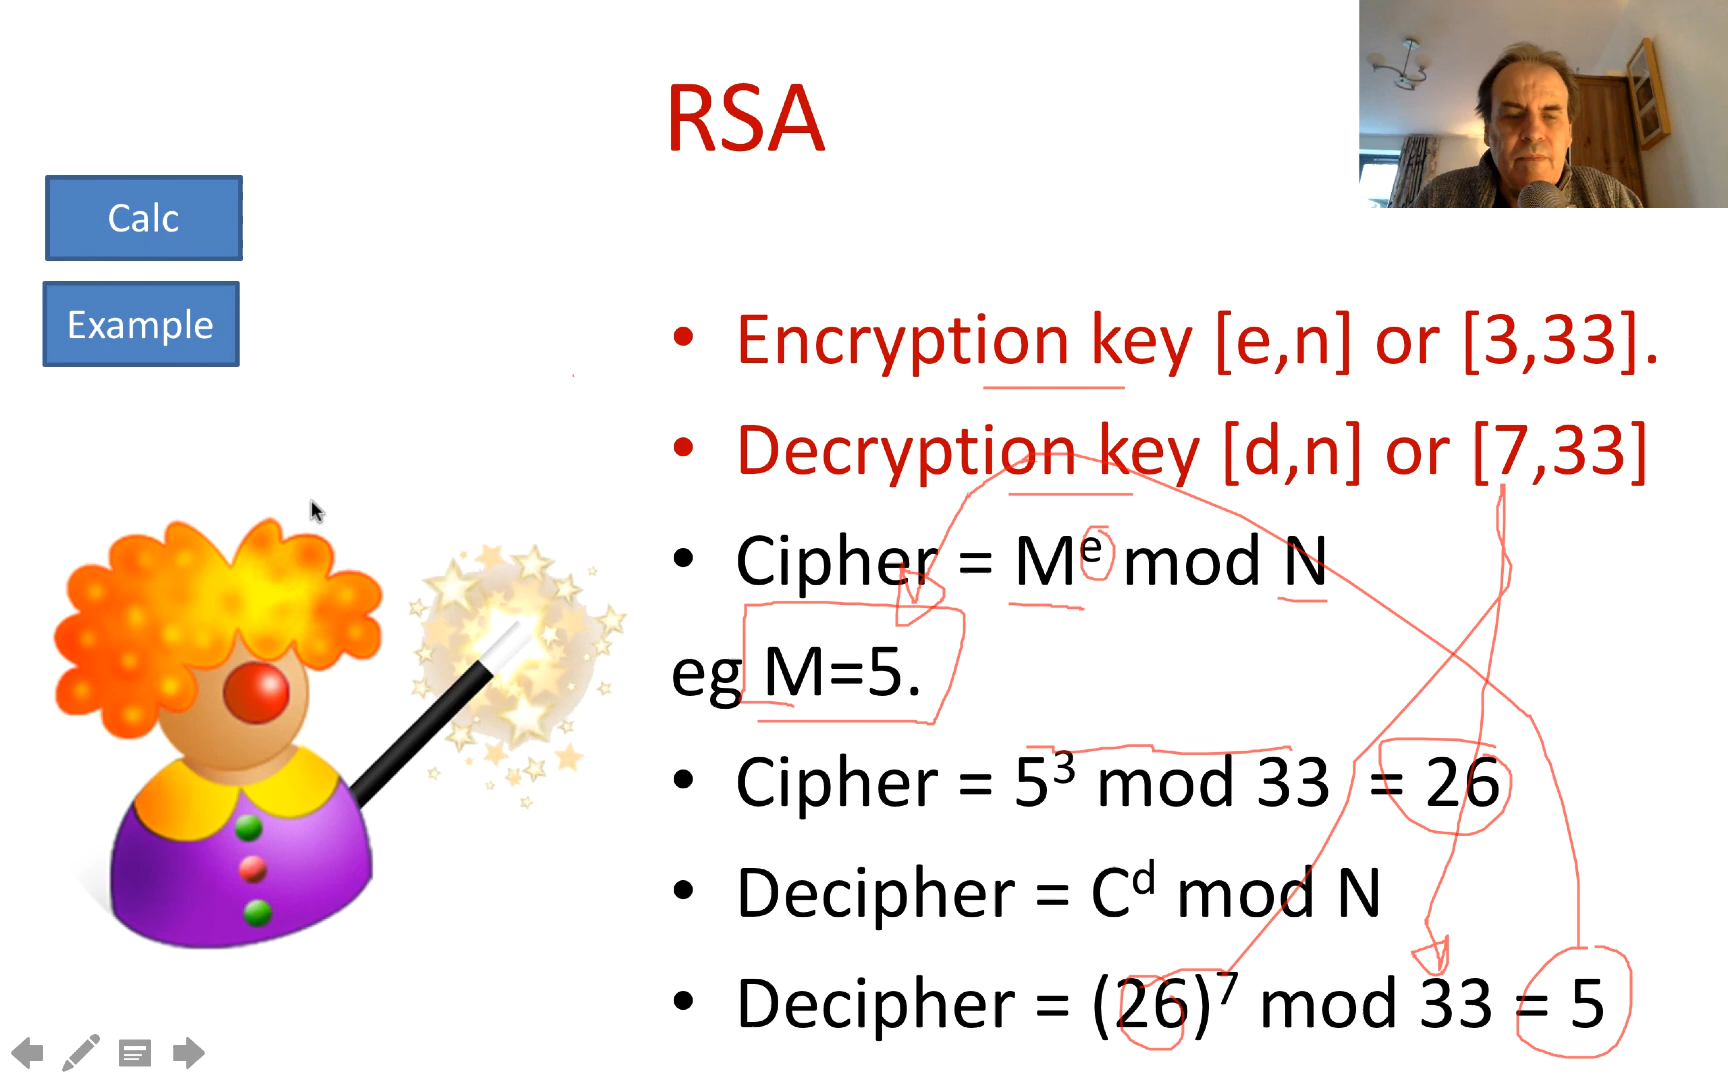 RSA
Calc
Example
• Encryption key [e,n] or [3,33].
• Decryption key [d,n] or [7,33]
• Cipher = Mᵉ mod N
eg M=5.
• Cipher = 5³ mod 33 = 26
• Decipher = Cᵈ mod N
• Decipher = (26)⁷ mod 33 = 5